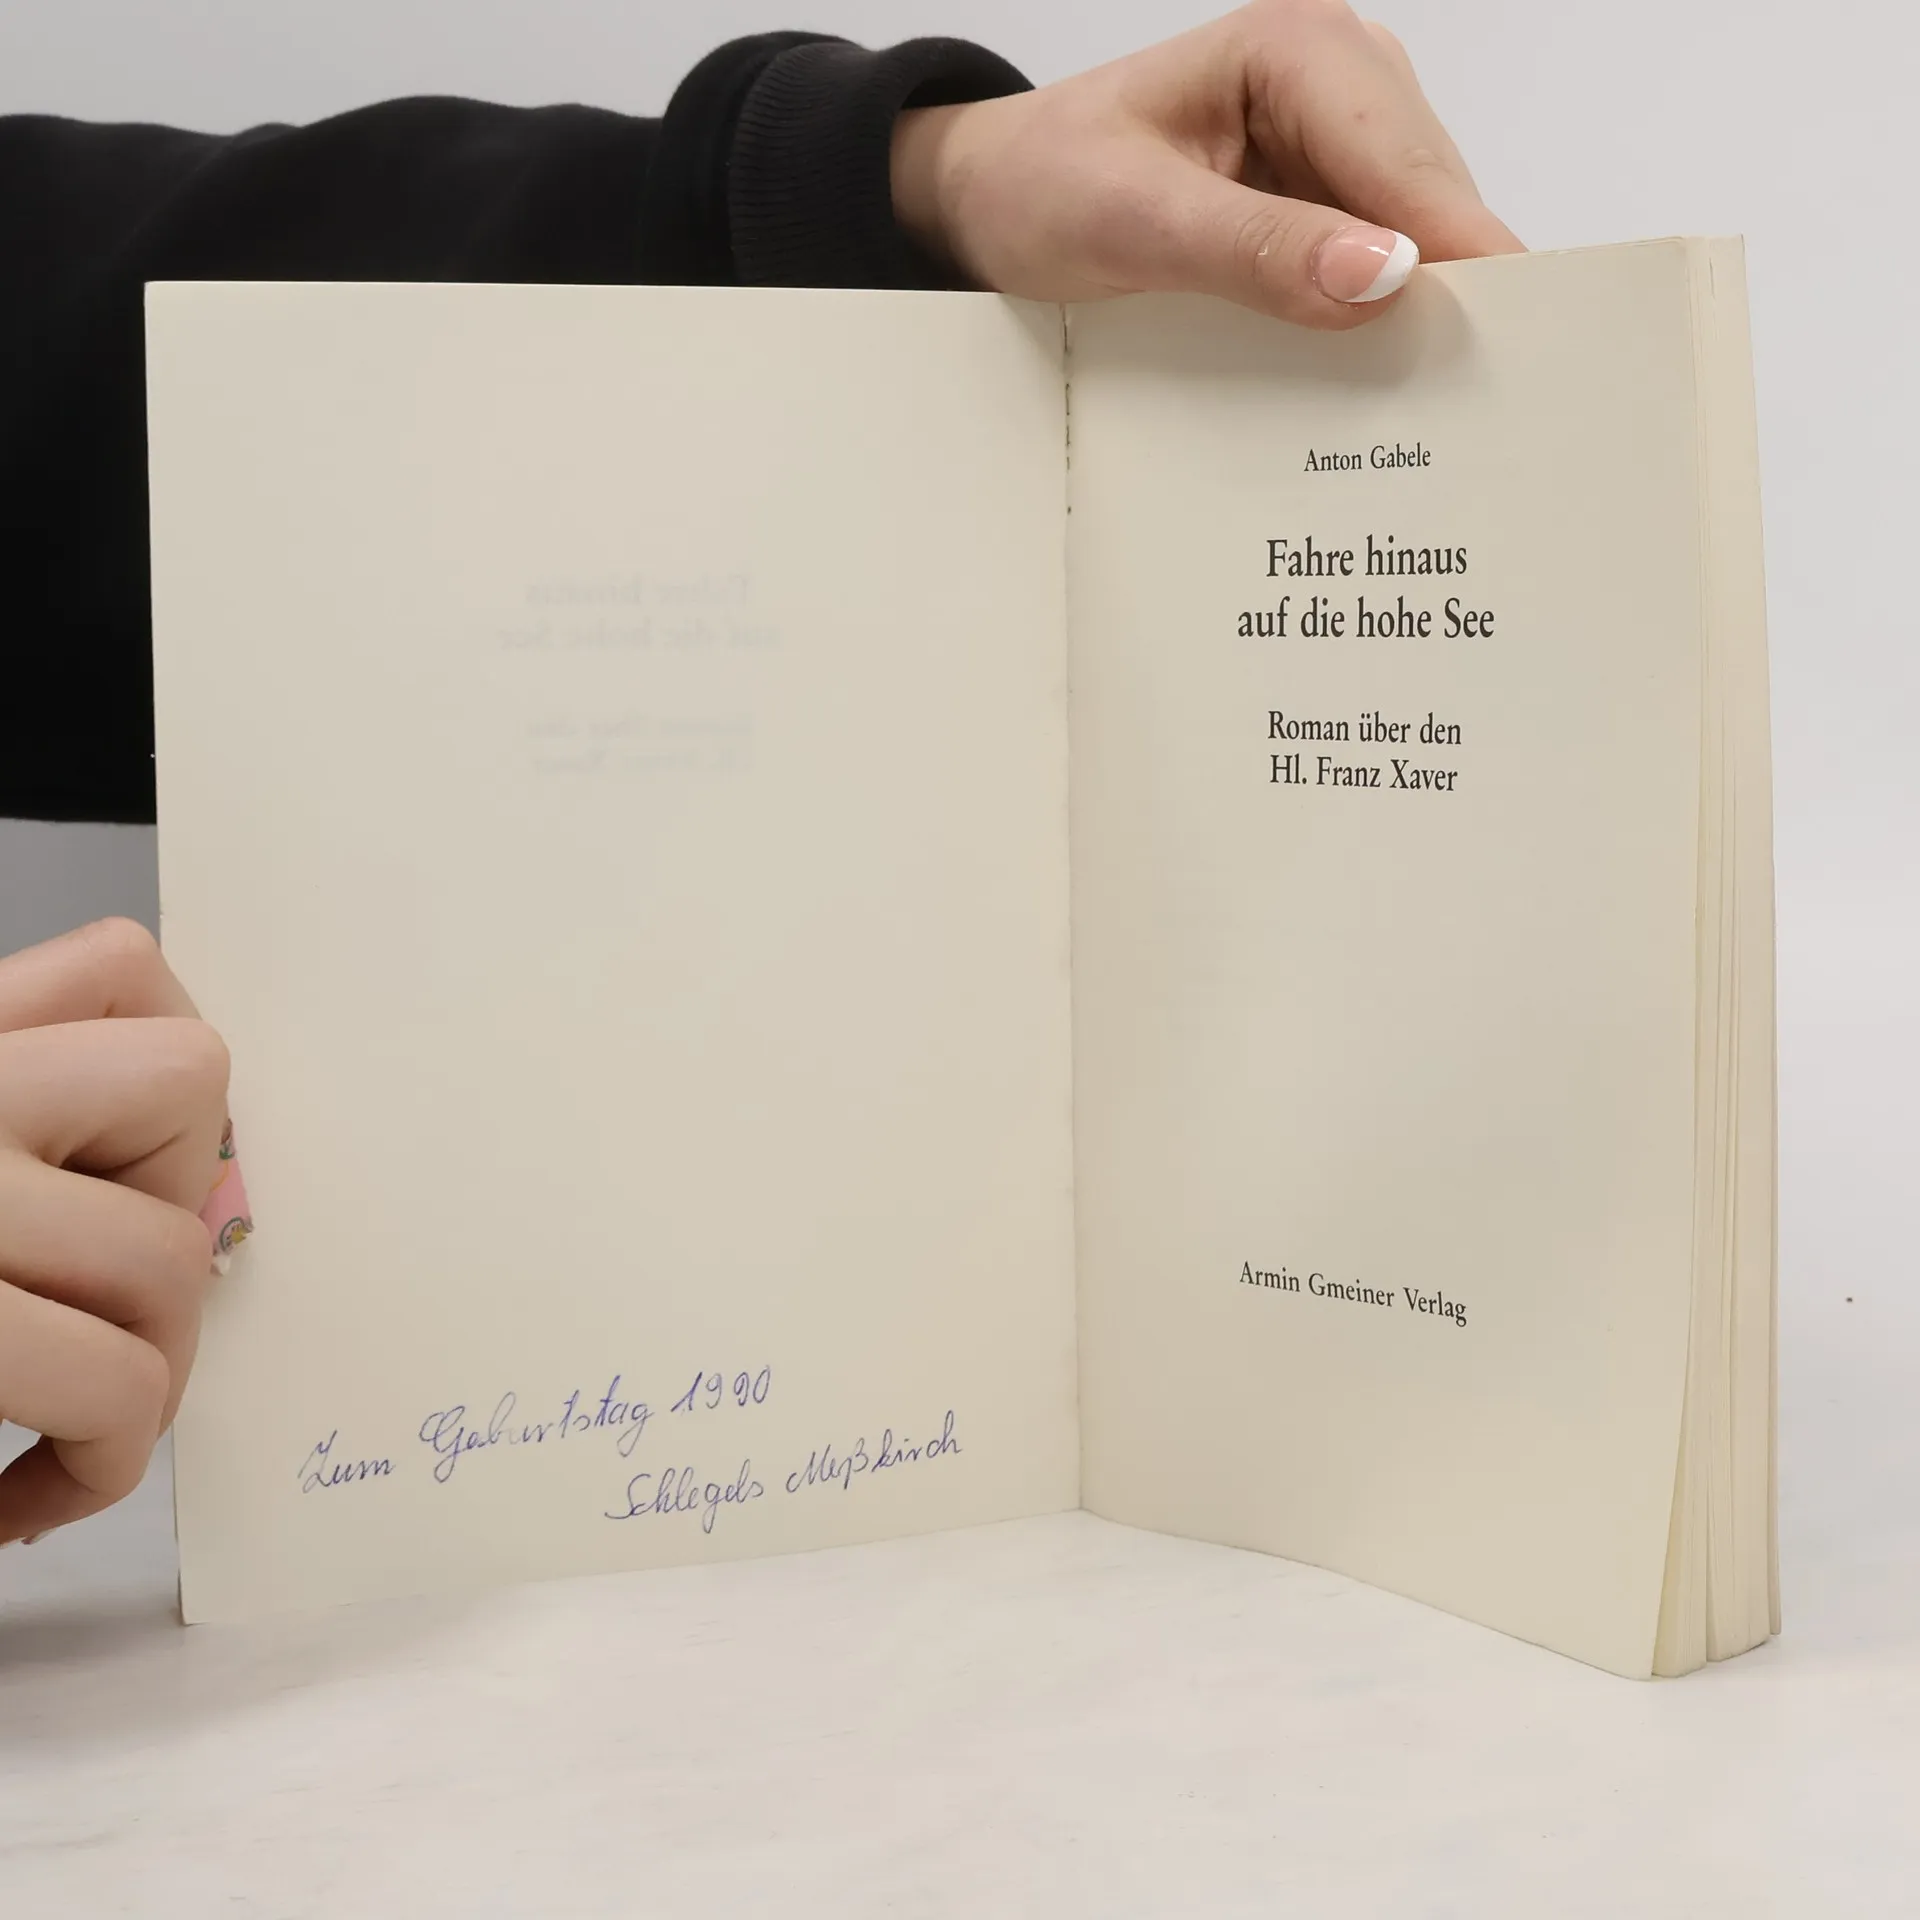 Zum Geburtstag 1990
Schlegels Meßkirch
Anton Gabele
Fahre hinaus
auf die hohe See
Roman über den
Hl. Franz Xaver
Armin Gmeiner Verlag